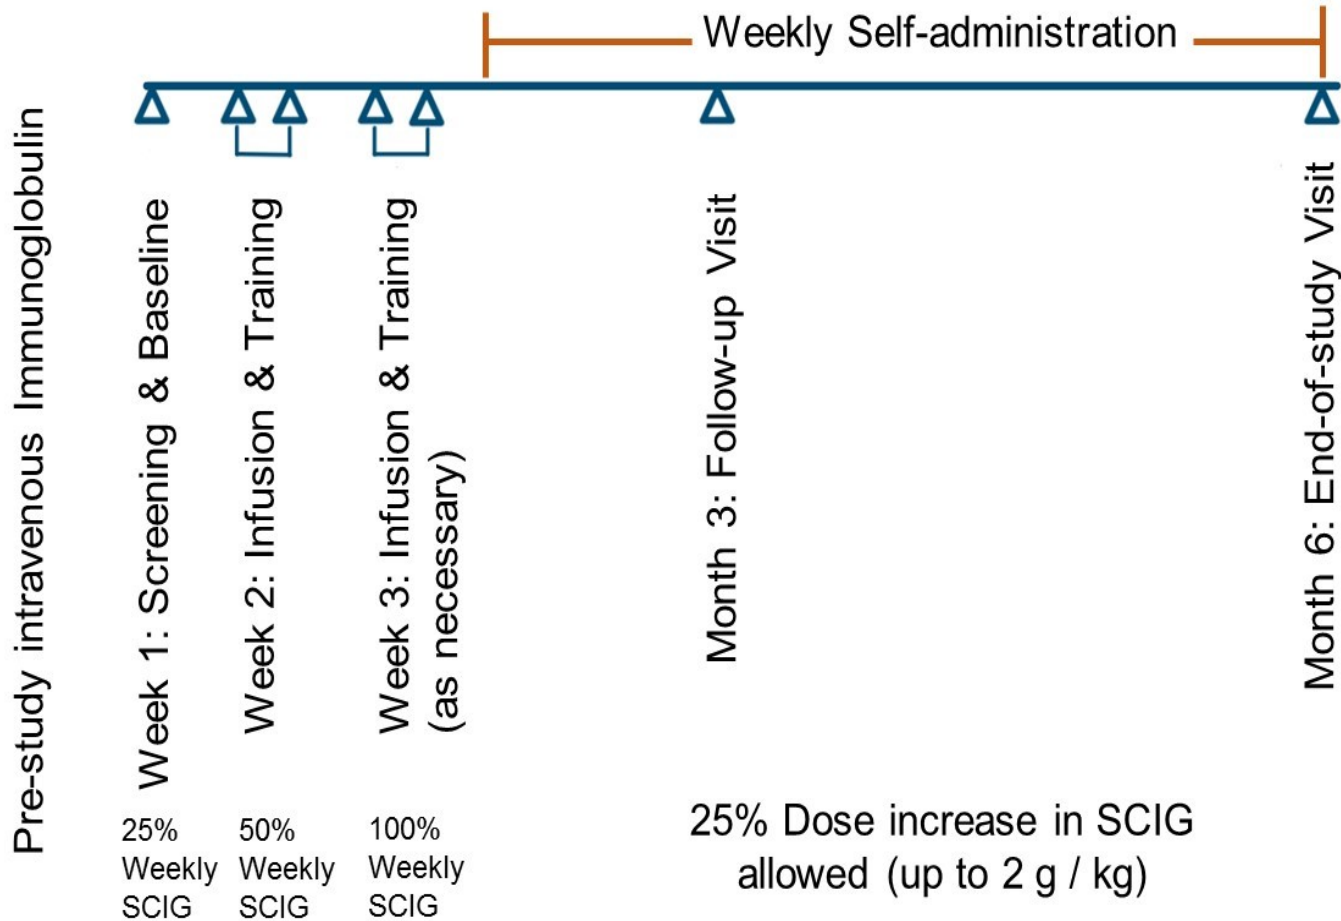 Weekly Self-administration
Pre-study intravenous Immunoglobulin
Week 1: Screening & Baseline
Week 2: Infusion & Training
Week 3: Infusion & Training
(as necessary)
Month 3: Follow-up Visit
Month 6: End-of-study Visit
25%
Weekly
SCIG
50%
Weekly
SCIG
100%
Weekly
SCIG
25% Dose increase in SCIG
allowed (up to 2 g / kg)